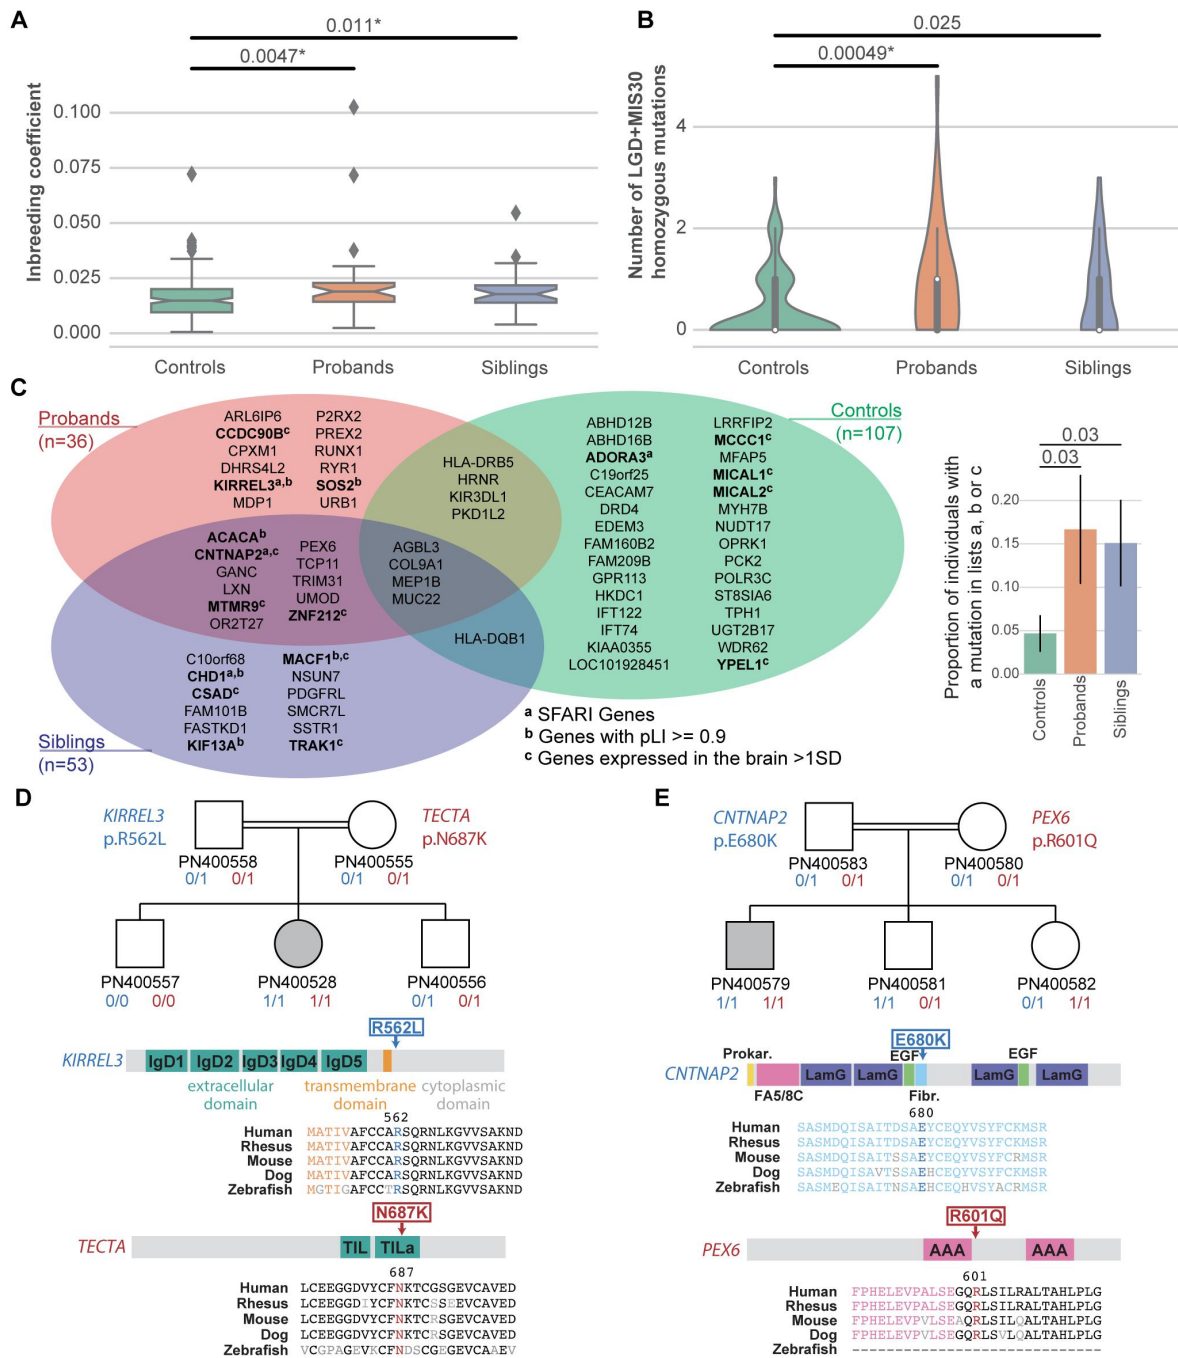 A
0.011*
0.0047*
Inbreeding coefficient
0.100
0.075
0.050
0.025
0.000
Controls
Probands
Siblings
B
0.025
0.00049*
Number of LGD+MIS30
homozygous mutations
4
2
0
Controls
Probands
Siblings
C
Probands
(n=36)
ARL6IP6
CCDC90Bᶜ
CPXM1
DHRS4L2
KIRREL3ᵃ,ᵇ
MDP1
P2RX2
PREX2
RUNX1
RYR1
SOS2ᵇ
URB1
HLA-DRB5
HRNR
KIR3DL1
PKD1L2
ACACAᵇ
CNTNAP2ᵃ,ᶜ
GANC
LXN
MTMR9ᶜ
OR2T27
PEX6
TCP11
TRIM31
UMOD
ZNF212ᶜ
AGBL3
COL9A1
MEP1B
MUC22
HLA-DQB1
C10orf68
CHD1ᵃ,ᵇ
CSADᶜ
FAM101B
FASTKD1
KIF13Aᵇ
MACF1ᵇ,ᶜ
NSUN7
PDGFRL
SMCR7L
SSTR1
TRAK1ᶜ
Siblings
(n=53)
Controls
(n=107)
ABHD12B
ABHD16B
ADORA3ᵃ
C19orf25
CEACAM7
DRD4
EDEM3
FAM160B2
FAM209B
GPR113
HKDC1
IFT122
IFT74
KIAA0355
LOC101928451
LRRFIP2
MCCC1ᶜ
MFAP5
MICAL1ᶜ
MICAL2ᶜ
MYH7B
NUDT17
OPRK1
PCK2
POLR3C
ST8SIA6
TPH1
UGT2B17
WDR62
YPEL1ᶜ
a SFARI Genes
b Genes with pLI >= 0.9
c Genes expressed in the brain >1SD
Proportion of individuals with
a mutation in lists a, b or c
0.03
0.03
0.20
0.15
0.10
0.05
0.00
Controls
Probands
Siblings
D
KIRREL3
p.R562L
TECTA
p.N687K
PN400558
0/1 0/1
PN400555
0/1 0/1
PN400557
0/0 0/0
PN400528
1/1 1/1
PN400556
0/1 0/1
R562L
KIRREL3
IgD1 IgD2 IgD3 IgD4 IgD5
extracellular
domain
transmembrane
domain
cytoplasmic
domain
562
Human MATIVAFCCARSQRNLKGVVSAKND
Rhesus MATIVAFCCARSQRNLKGVVSAKND
Mouse MATIVAFCCARSQRNLKGVVSAKND
Dog MATIVAFCCARSQRNLKGVVSAKND
Zebrafish MGTIGAFCCTRSQRNLKGVVSAKND
N687K
TECTA
TIL TILa
687
Human LCEEGGDVYCFNKTCGSGEVCAVED
Rhesus LCEEGGDIYCFNKTCSSEEVCAVED
Mouse LCEEGGDVYCFNKTCRSGEVCAVED
Dog LCEEGGDVYCFNKTCRSGEVCAVED
Zebrafish VCGPAGEVKCFNDSCGEGEVCAAEV
E
CNTNAP2
p.E680K
PEX6
p.R601Q
PN400583
0/1 0/1
PN400580
0/1 0/1
PN400579
1/1 1/1
PN400581
1/1 0/1
PN400582
0/1 1/1
E680K
Prokar.
EGF
EGF
CNTNAP2
LamG LamG LamG LamG
FA5/8C
Fibr.
680
Human SASMDQISAITDSAEYCEQYVSYFCKMSR
Rhesus SASMDQISAITDSAEYCEQYVSYFCKMSR
Mouse SASMDQISAITSSAEYCEQYVSYFCRMSR
Dog SASMDQISAVTSSAEHCEQYVSYFCKMSR
Zebrafish SASMEQISAITNSAEHCEQHVSYACRMSR
R601Q
PEX6
AAA AAA
601
Human FPHELEVPALSEGQRLSILRALTAHLPLG
Rhesus FPHELEVPALSEGQRLSILRALTAHLPLG
Mouse FPHELEVPVLSEAQRLSILQALTAHLPLG
Dog FPHELEVPVLSEGQRLSVLQALTAHLPLG
Zebrafish -----------------------------